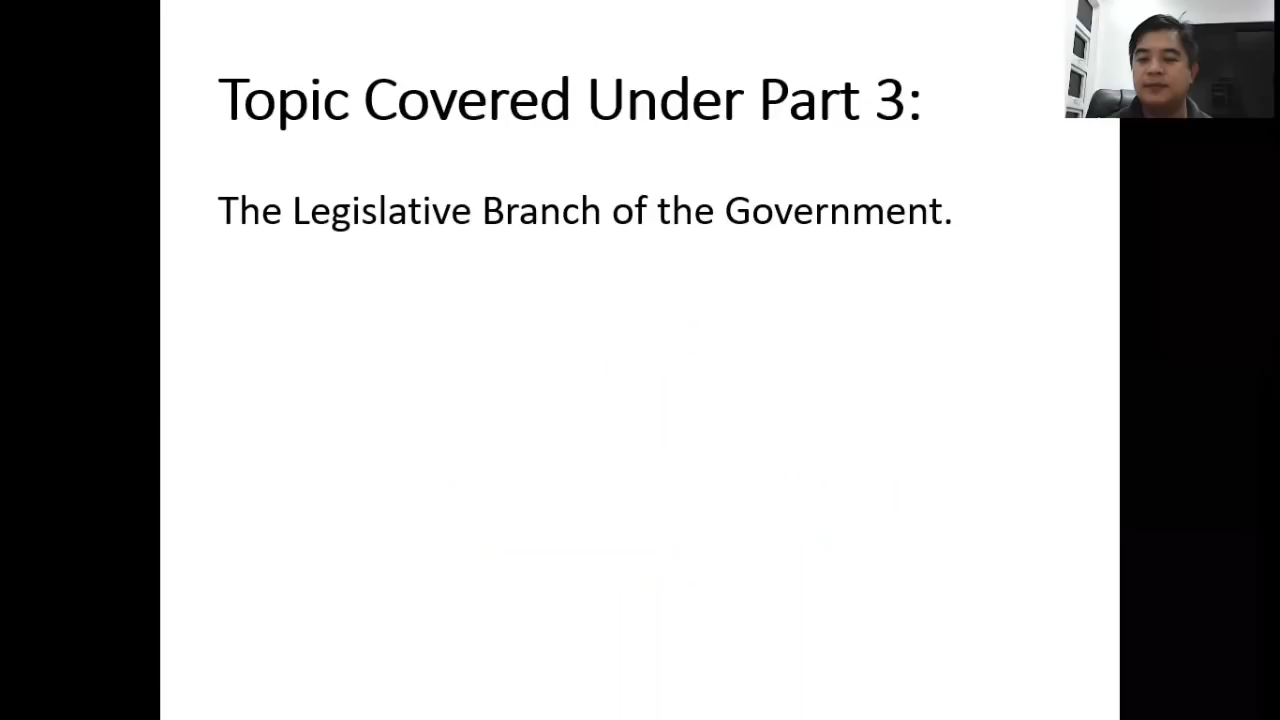 Topic Covered Under Part 3:
The Legislative Branch of the Government.